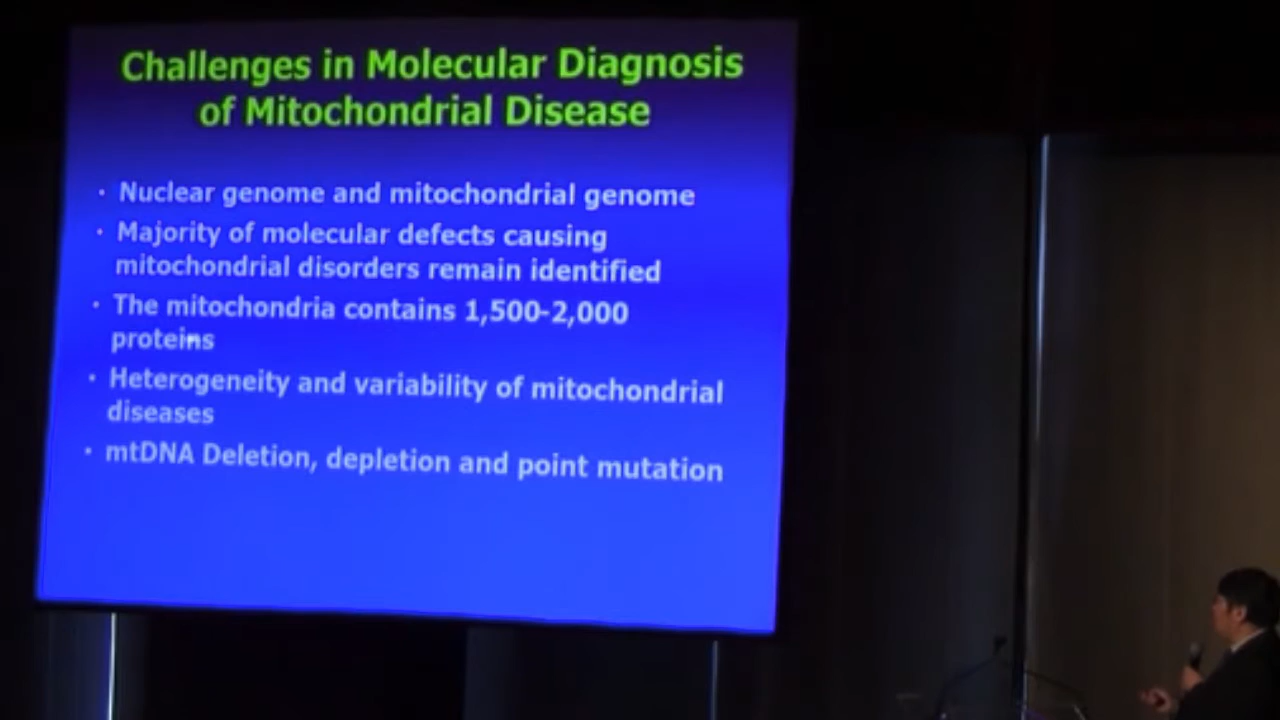 Challenges in Molecular Diagnosis
of Mitochondrial Disease
• Nuclear genome and mitochondrial genome
• Majority of molecular defects causing
mitochondrial disorders remain identified
• The mitochondria contains 1,500-2,000
proteins
• Heterogeneity and variability of mitochondrial
diseases
• mtDNA Deletion, depletion and point mutation